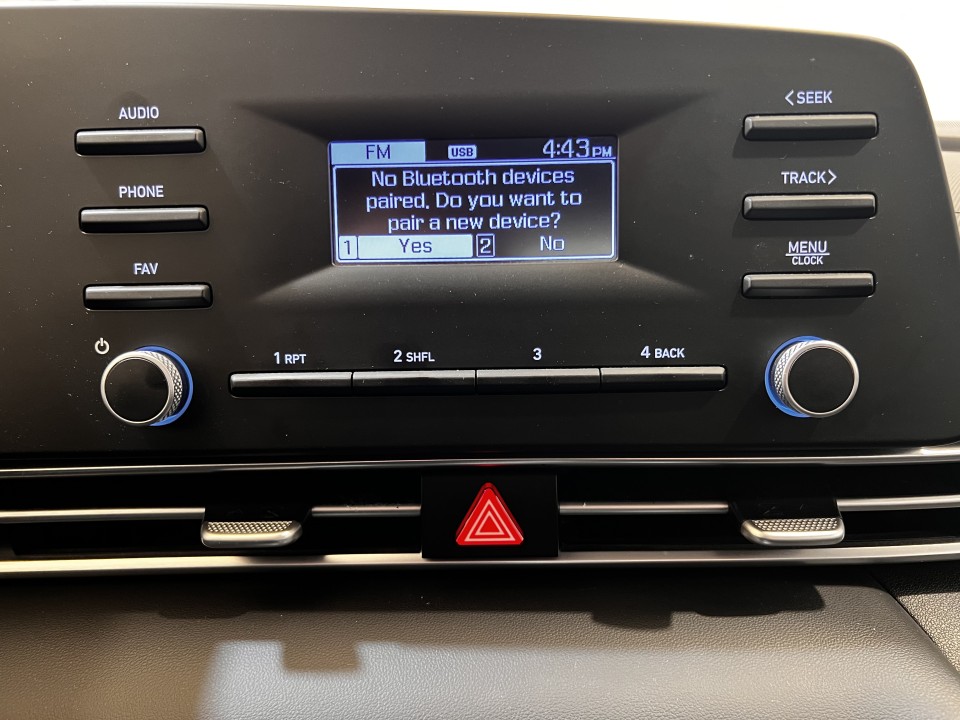 AUDIO
PHONE
FAV
FM USB 4:43PM
No Bluetooth devices
paired. Do you want to
pair a new device?
1 Yes 2 No
< SEEK
TRACK >
MENU
CLOCK
1 RPT 2 SHFL 3 4 BACK